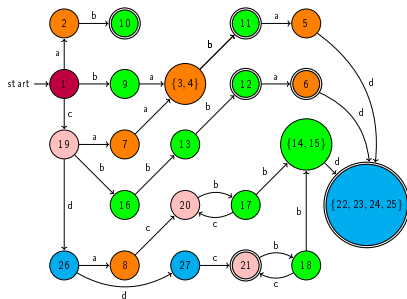 2 b 10 11 a 5
a b d
start 1 b 9 a {3, 4} 12 a 6
c a b d
19 a 7 13 {14, 15} d
b b b {22, 23, 24, 25}
16 20 b c 17
d c b
26 a 8 27 c 21 b c 18
d